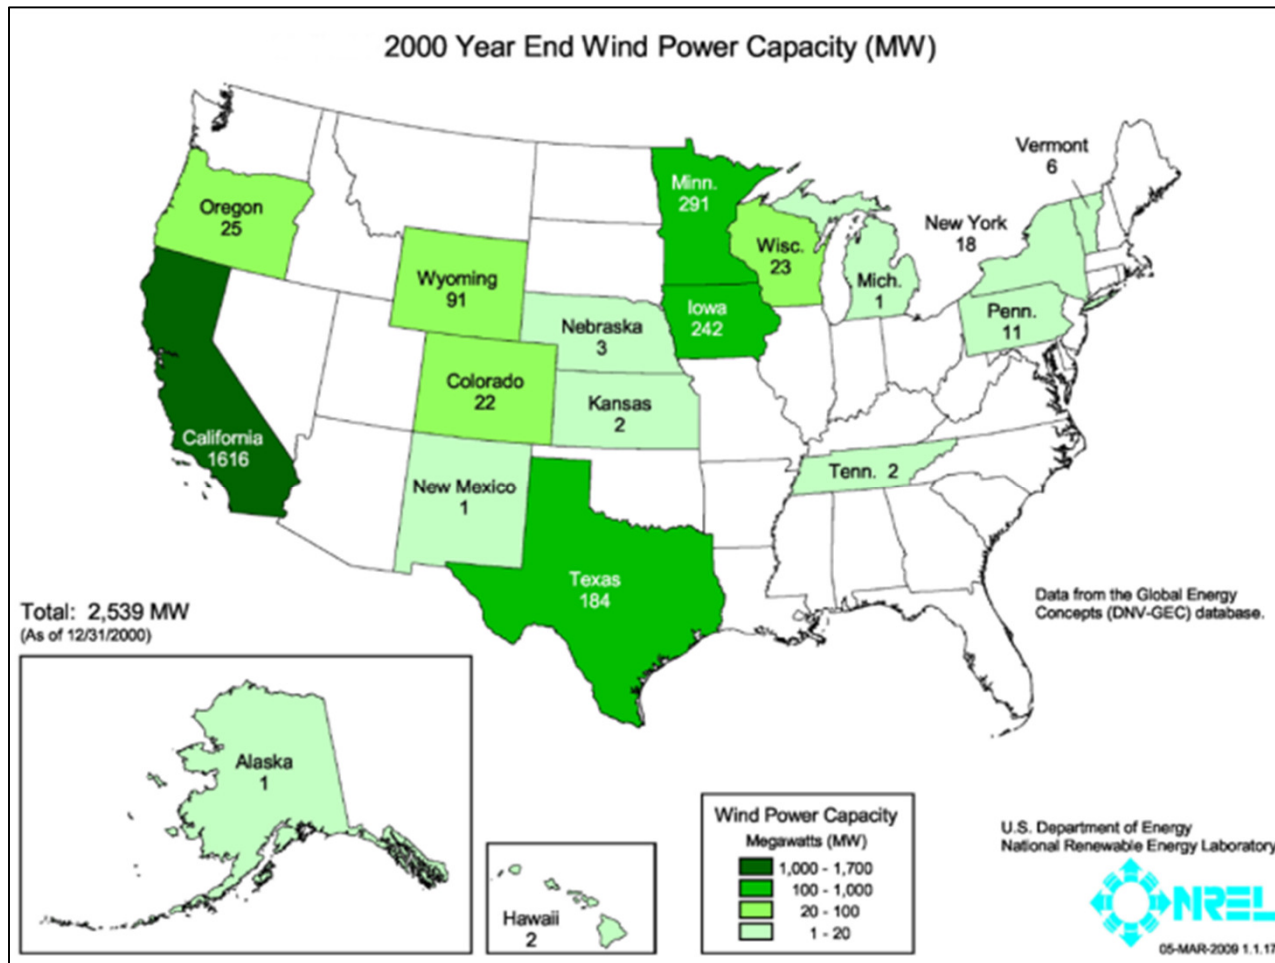 2000 Year End Wind Power Capacity (MW)
Vermont
6
Minn.
291
Oregon
25
New York
18
Wisc.
23
Wyoming
91
Mich.
1
Iowa
242
Penn.
11
Nebraska
3
Colorado
22
Kansas
2
California
1616
Tenn. 2
New Mexico
1
Texas
184
Data from the Global Energy
Concepts (DNV-GEC) database.
Total: 2,539 MW
(As of 12/31/2000)
Alaska
1
Hawaii
2
Wind Power Capacity
Megawatts (MW)
1,000 - 1,700
100 - 1,000
20 - 100
1 - 20
U.S. Department of Energy
National Renewable Energy Laboratory
NREL
05-MAR-2009 1.1.17